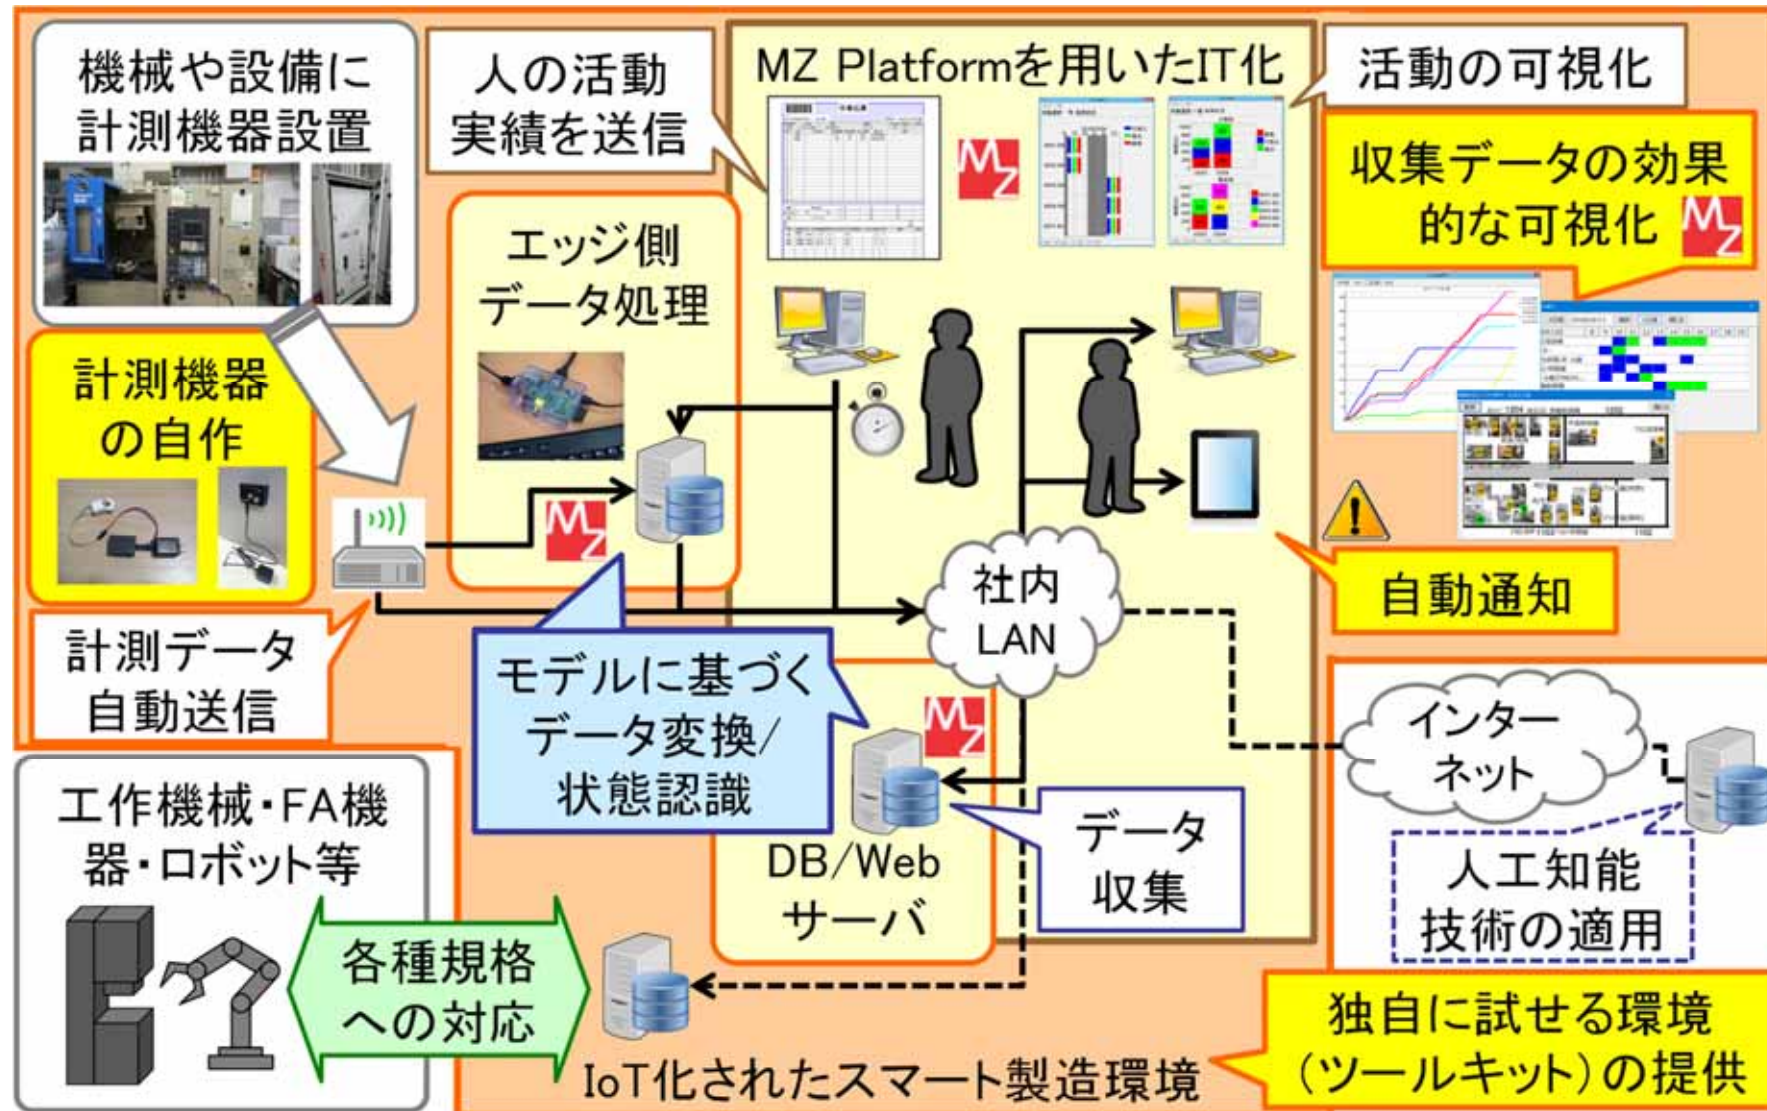 機械や設備に
計測機器設置
人の活動
実績を送信
MZ Platformを用いたIT化
活動の可視化
収集データの効果
的な可視化
MZ
MZ
エッジ側
データ処理
計測機器
の自作
MZ
自動通知
社内
LAN
計測データ
自動送信
モデルに基づく
データ変換/
状態認識
MZ
インター
ネット
工作機械・FA機
器・ロボット等
データ
収集
DB/Web
サーバ
人工知能
技術の適用
各種規格
への対応
独自に試せる環境
(ツールキット)の提供
IoT化されたスマート製造環境